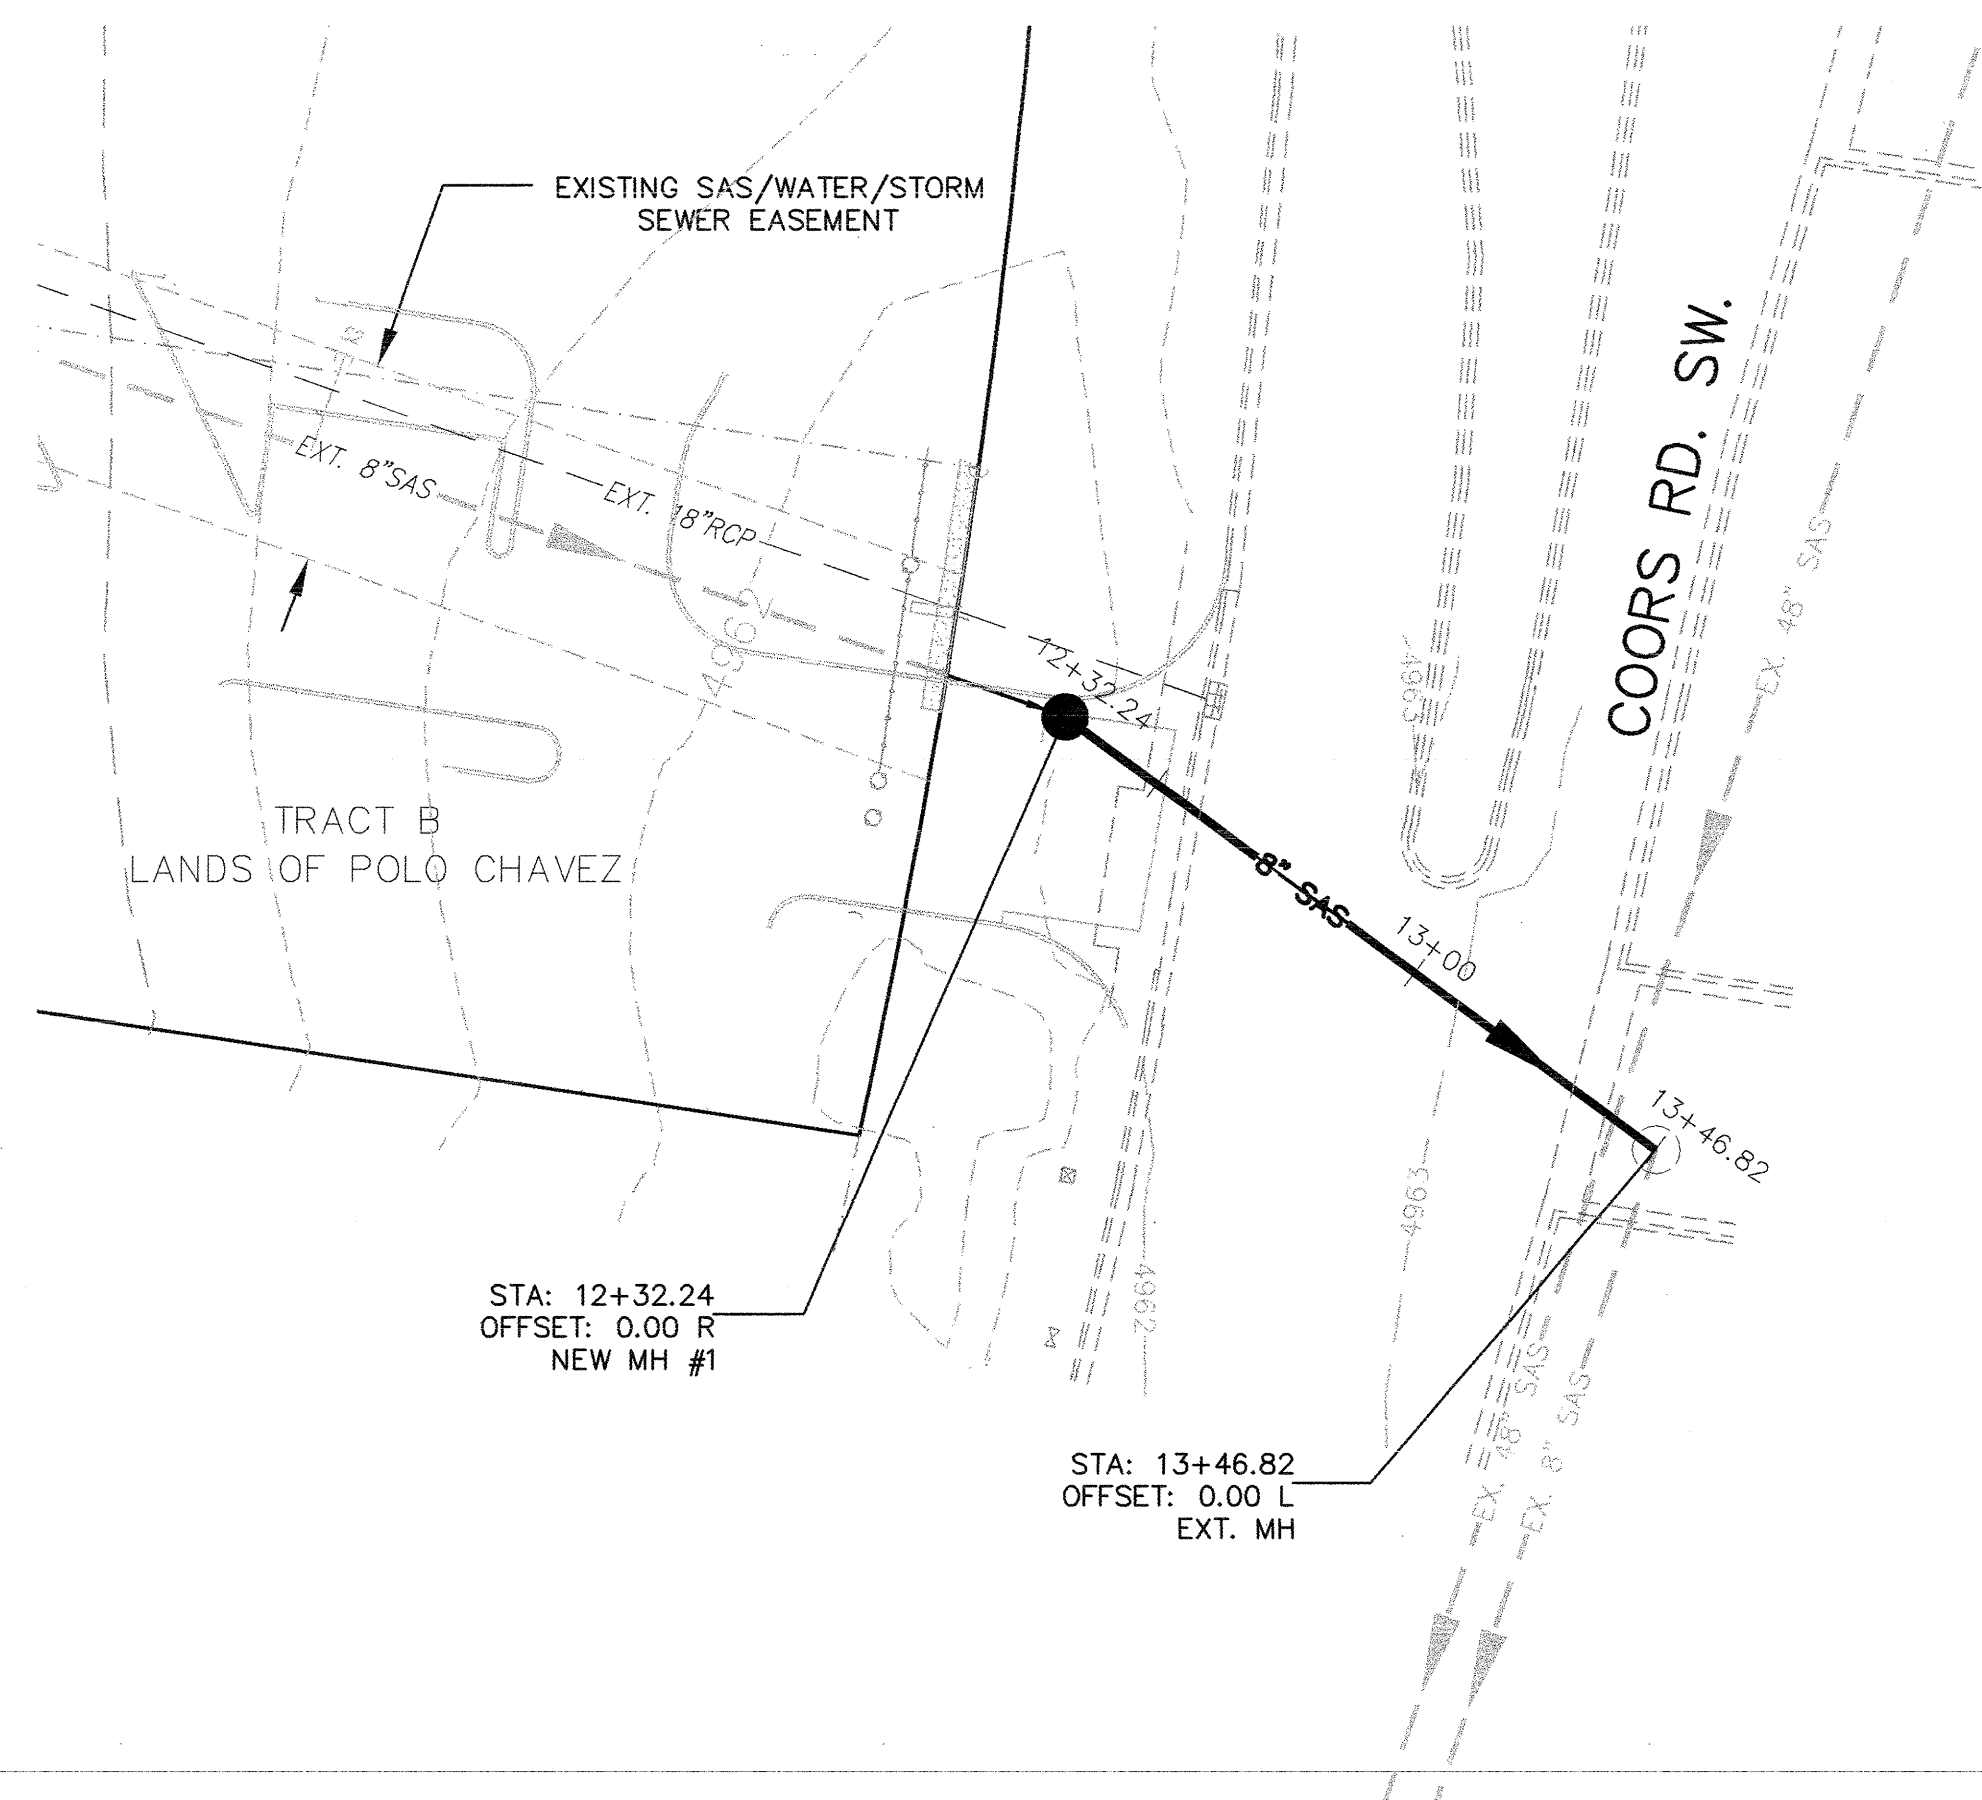 EXISTING SAS/WATER/STORM
SEWER EASEMENT
COORS RD. SW.
EX. 48" SAS
EXT. 8"SAS
EXT. 18"RCP
4962
12+32.24
4963
TRACT B
LANDS OF POLO CHAVEZ
8" SAS
13+00
13+46.82
4963
4962
STA: 12+32.24
OFFSET: 0.00 R
NEW MH #1
STA: 13+46.82
OFFSET: 0.00 L
EXT. MH
EX. 48" SAS
EX. 8" SAS